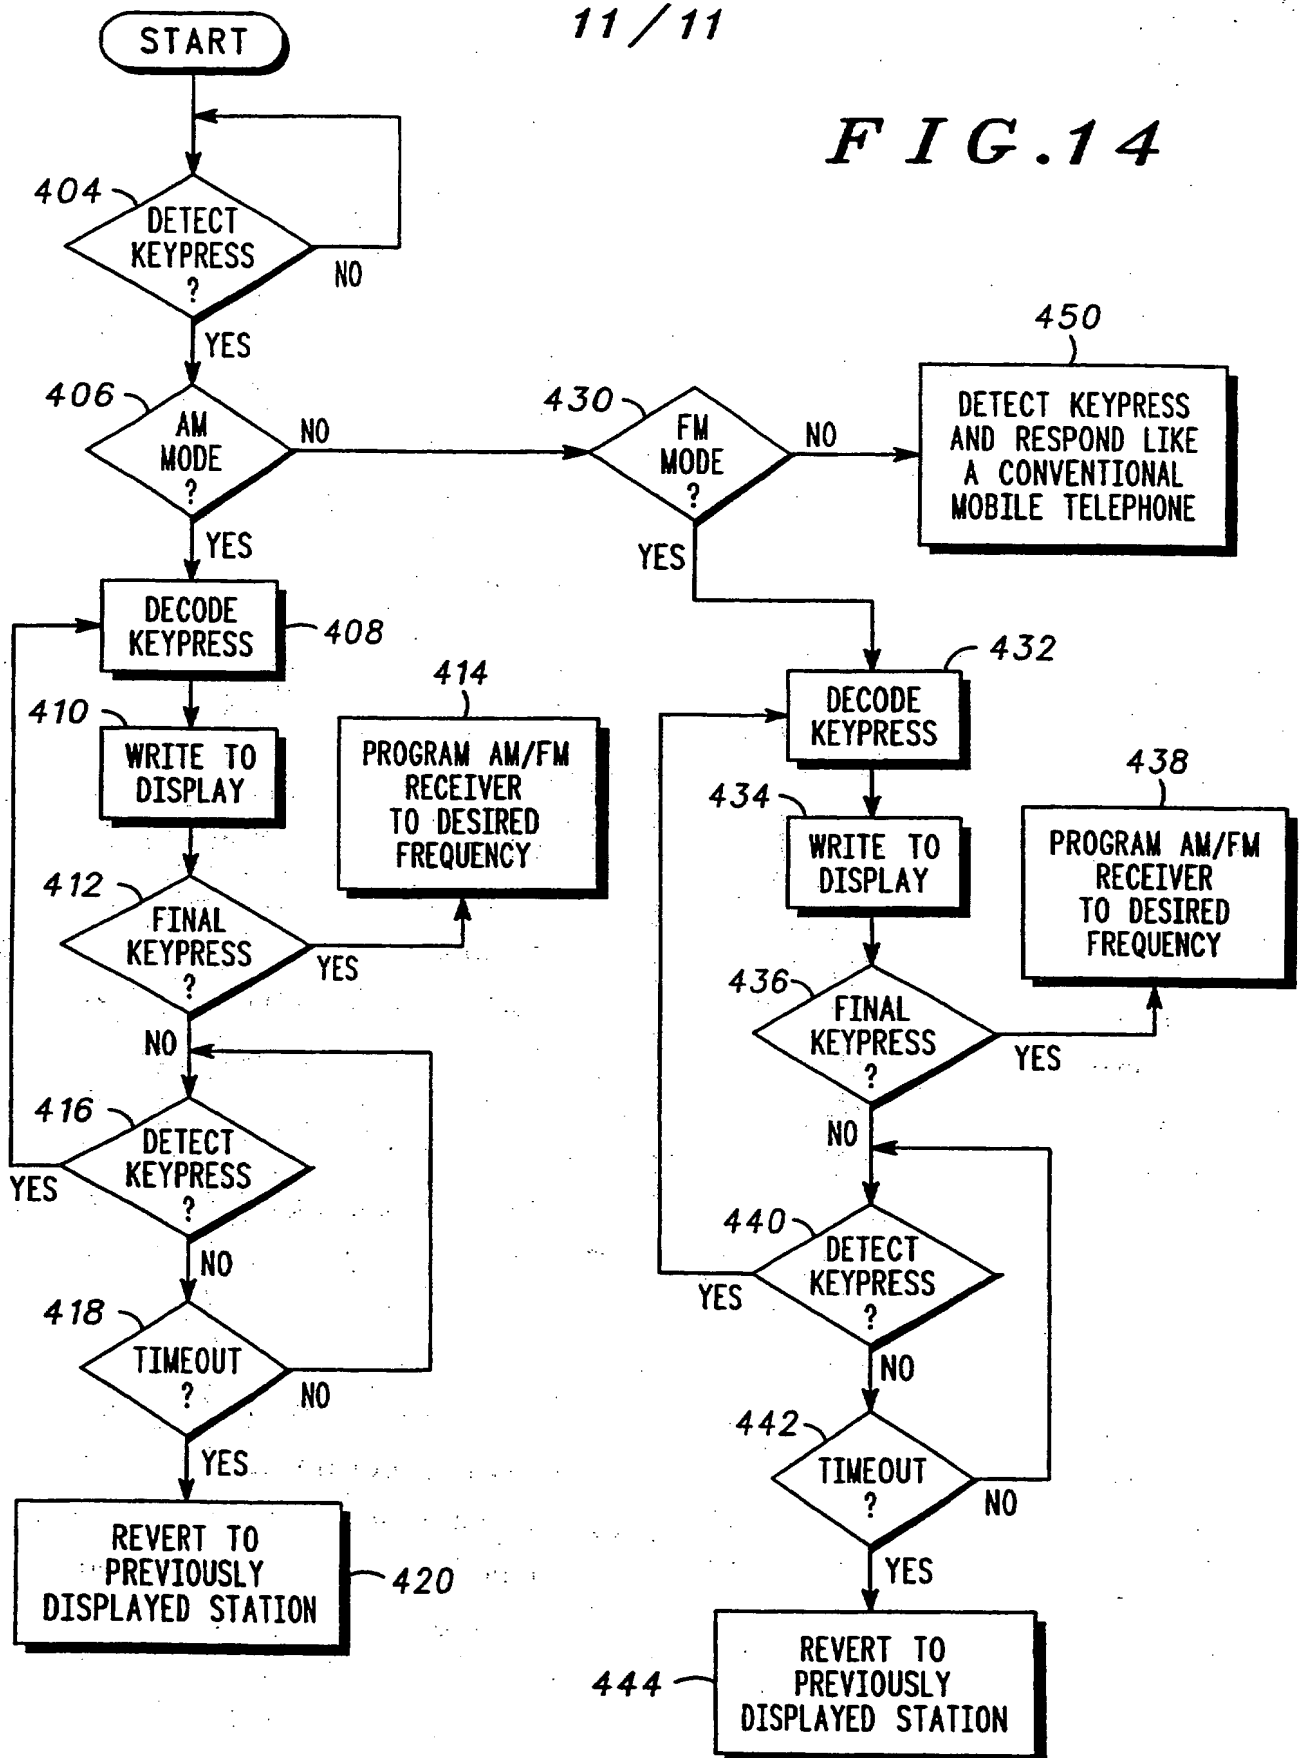 11/11
START
FIG.14
404
DETECT
KEYPRESS
?
NO
YES
406
AM
MODE
?
NO
YES
430
FM
MODE
?
NO
YES
450
DETECT KEYPRESS
AND RESPOND LIKE
A CONVENTIONAL
MOBILE TELEPHONE
DECODE
KEYPRESS
408
410
WRITE TO
DISPLAY
414
PROGRAM AM/FM
RECEIVER
TO DESIRED
FREQUENCY
412
FINAL
KEYPRESS
?
YES
NO
416
DETECT
KEYPRESS
?
YES
NO
418
TIMEOUT
?
NO
YES
REVERT TO
PREVIOUSLY
DISPLAYED STATION
420
432
DECODE
KEYPRESS
434
WRITE TO
DISPLAY
438
PROGRAM AM/FM
RECEIVER
TO DESIRED
FREQUENCY
436
FINAL
KEYPRESS
?
YES
NO
440
DETECT
KEYPRESS
?
YES
NO
442
TIMEOUT
?
NO
YES
444
REVERT TO
PREVIOUSLY
DISPLAYED STATION